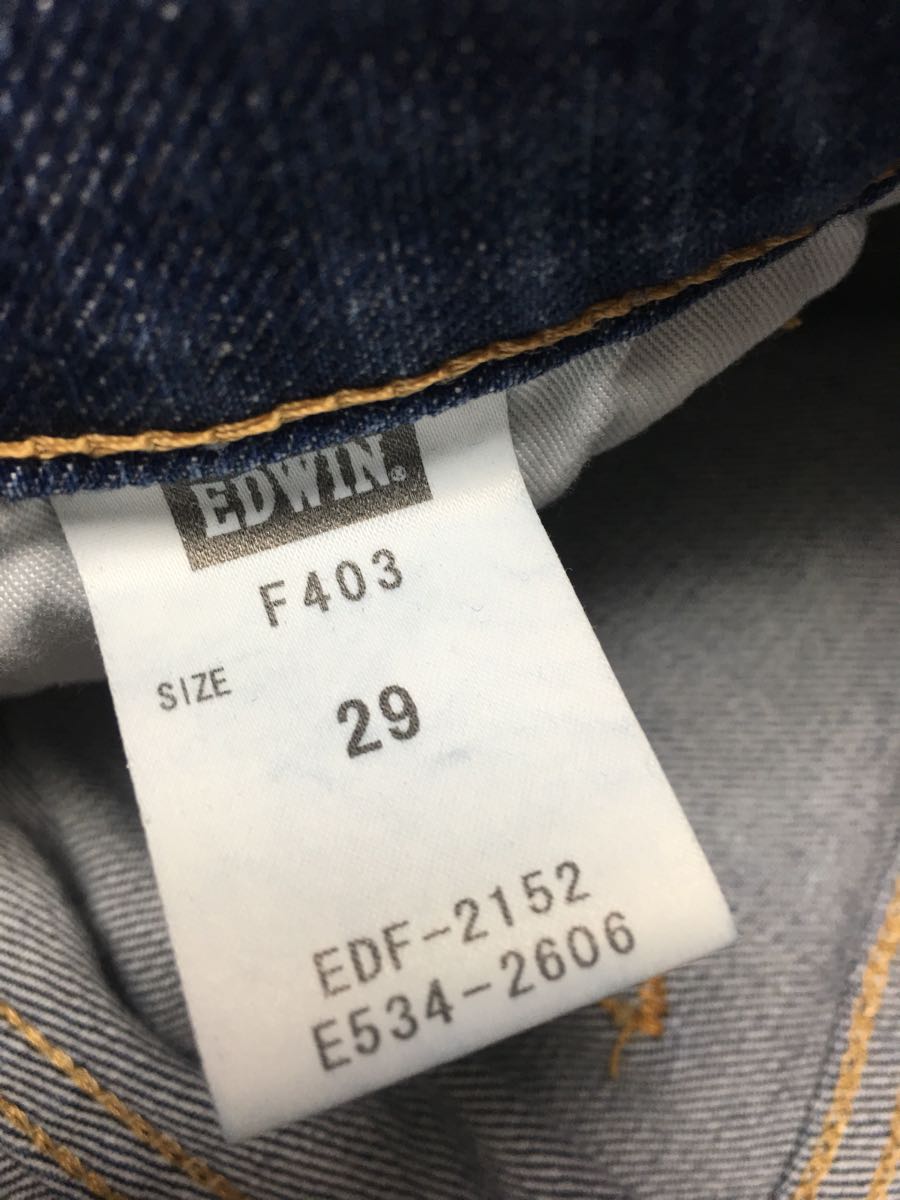 EDWIN®
F403
SIZE
29
EDF-2152
E534-2606